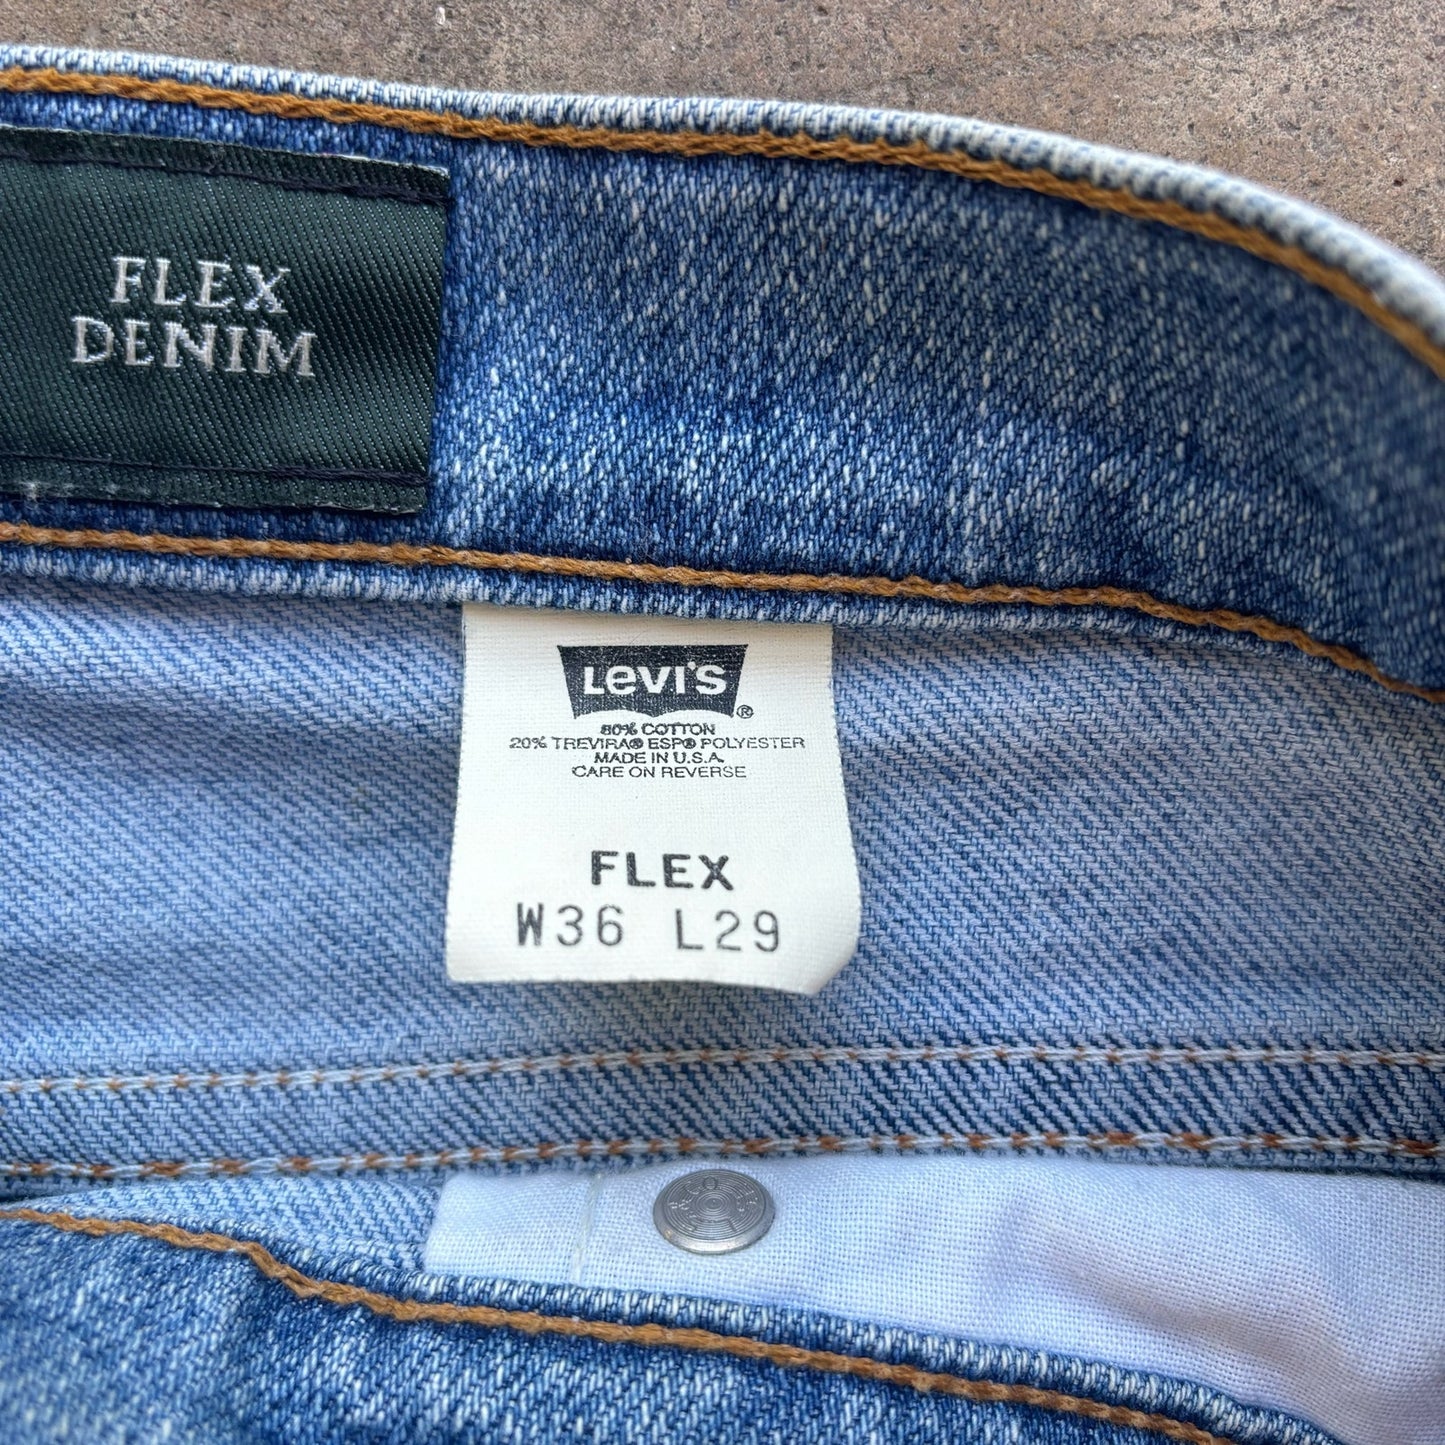 FLEX
DENIM
Levi's ®
80% COTTON
20% TREVIRA® ESP® POLYESTER
MADE IN U.S.A.
CARE ON REVERSE
FLEX
W36 L29